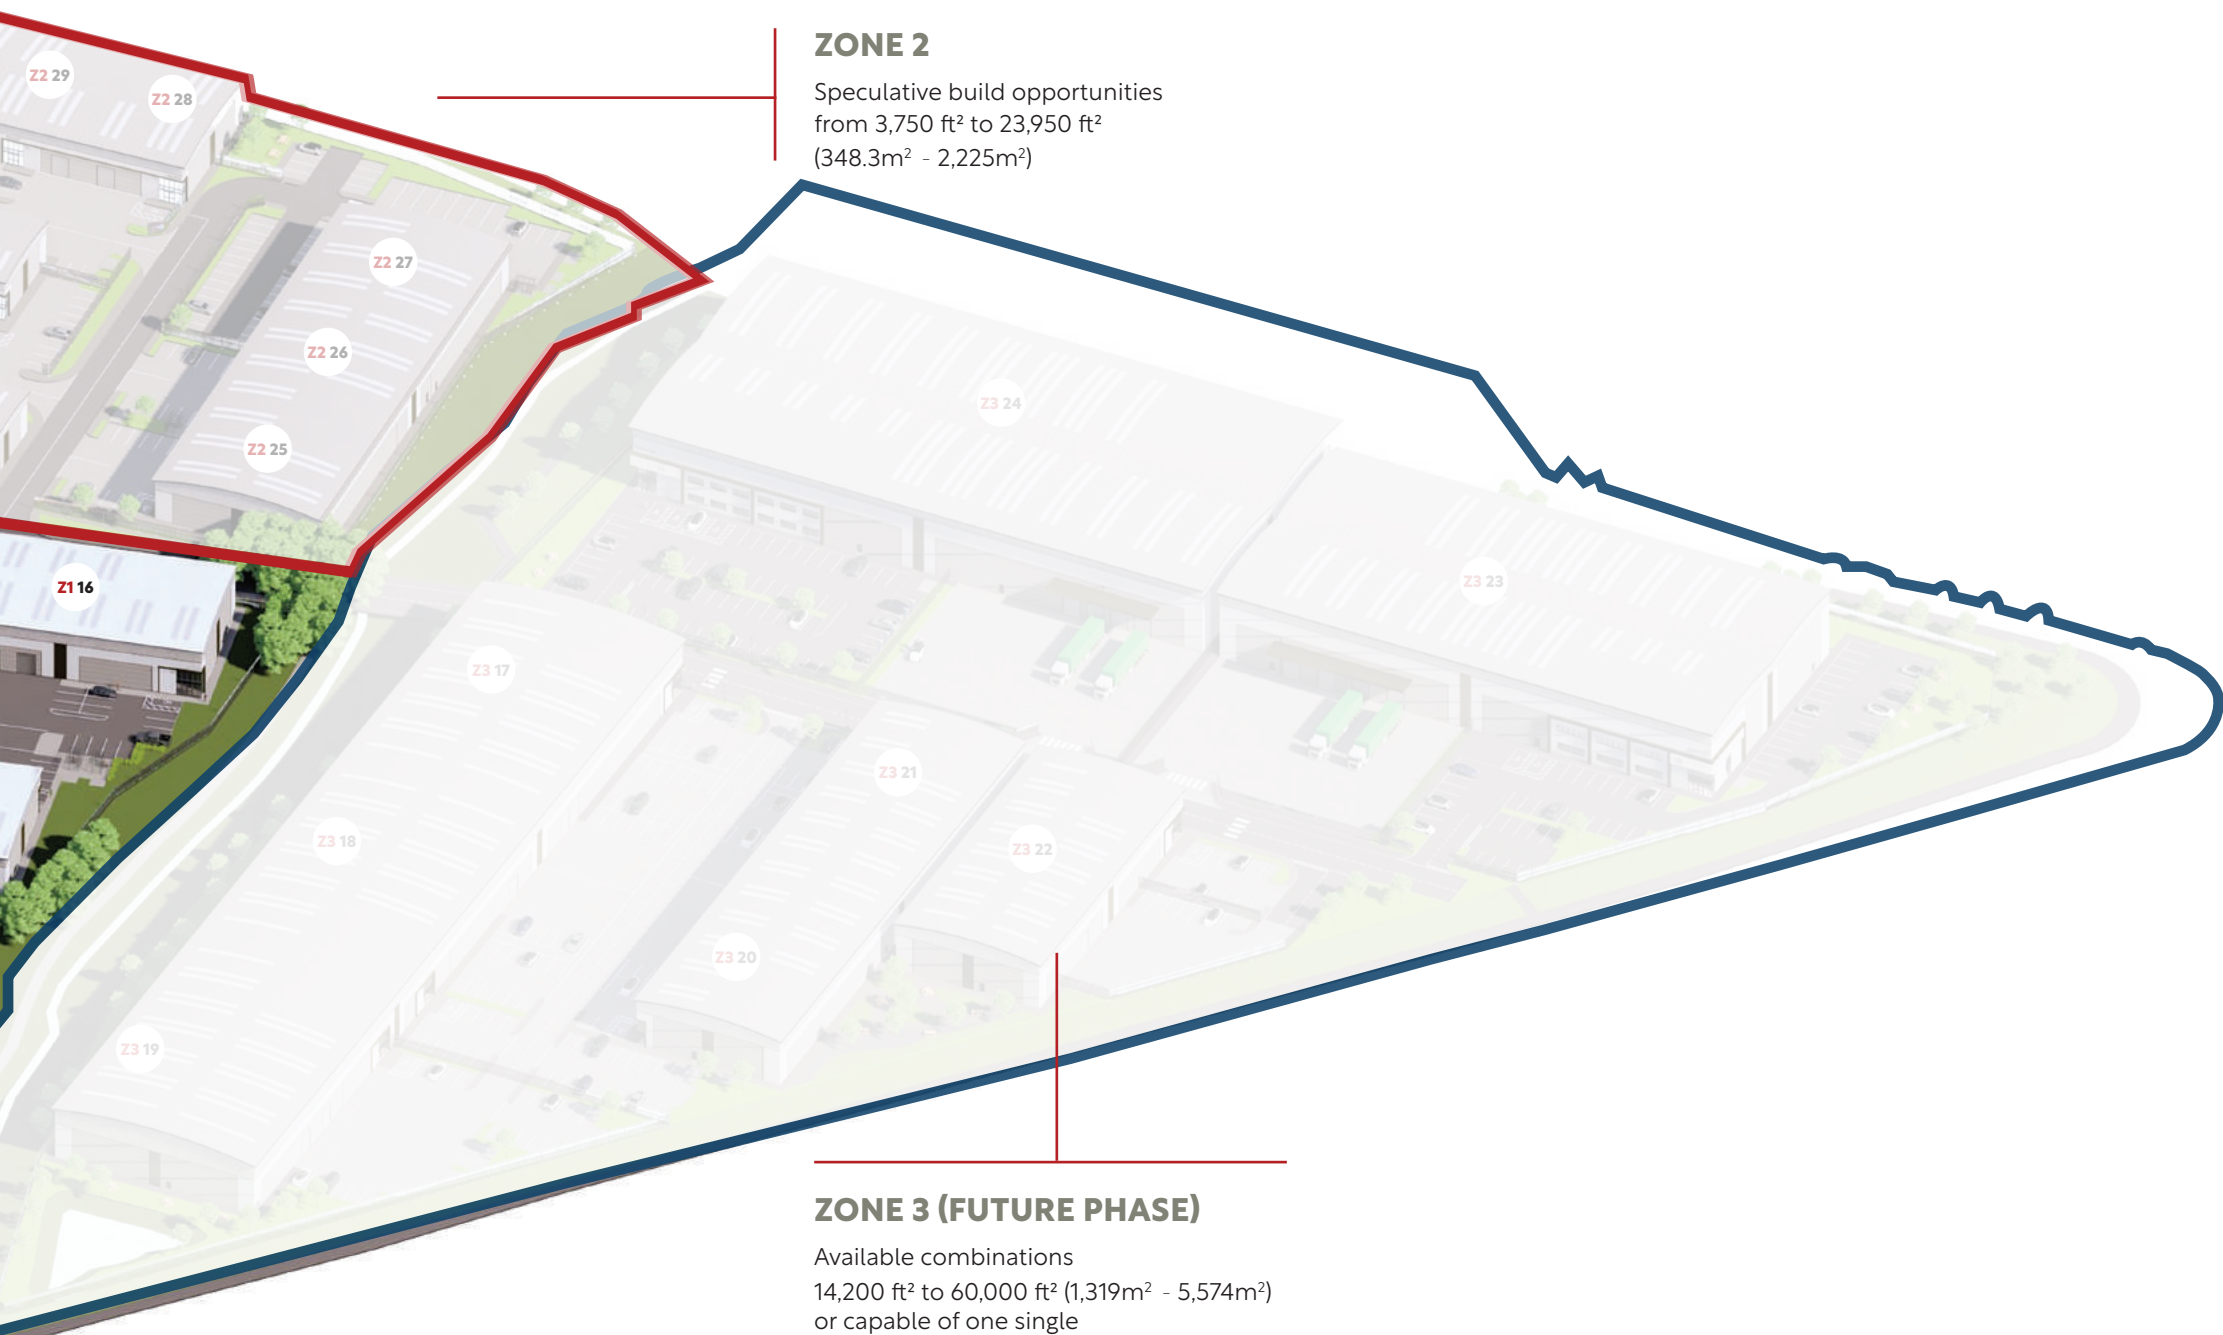 ZONE 2
Speculative build opportunities
from 3,750 ft² to 23,950 ft²
(348.3m² - 2,225m²)
Z2 29
Z2 28
Z2 27
Z2 26
Z2 25
Z1 16
Z3 24
Z3 23
Z3 17
Z3 21
Z3 18
Z3 22
Z3 20
Z3 19
ZONE 3 (FUTURE PHASE)
Available combinations
14,200 ft² to 60,000 ft² (1,319m² - 5,574m²)
or capable of one single